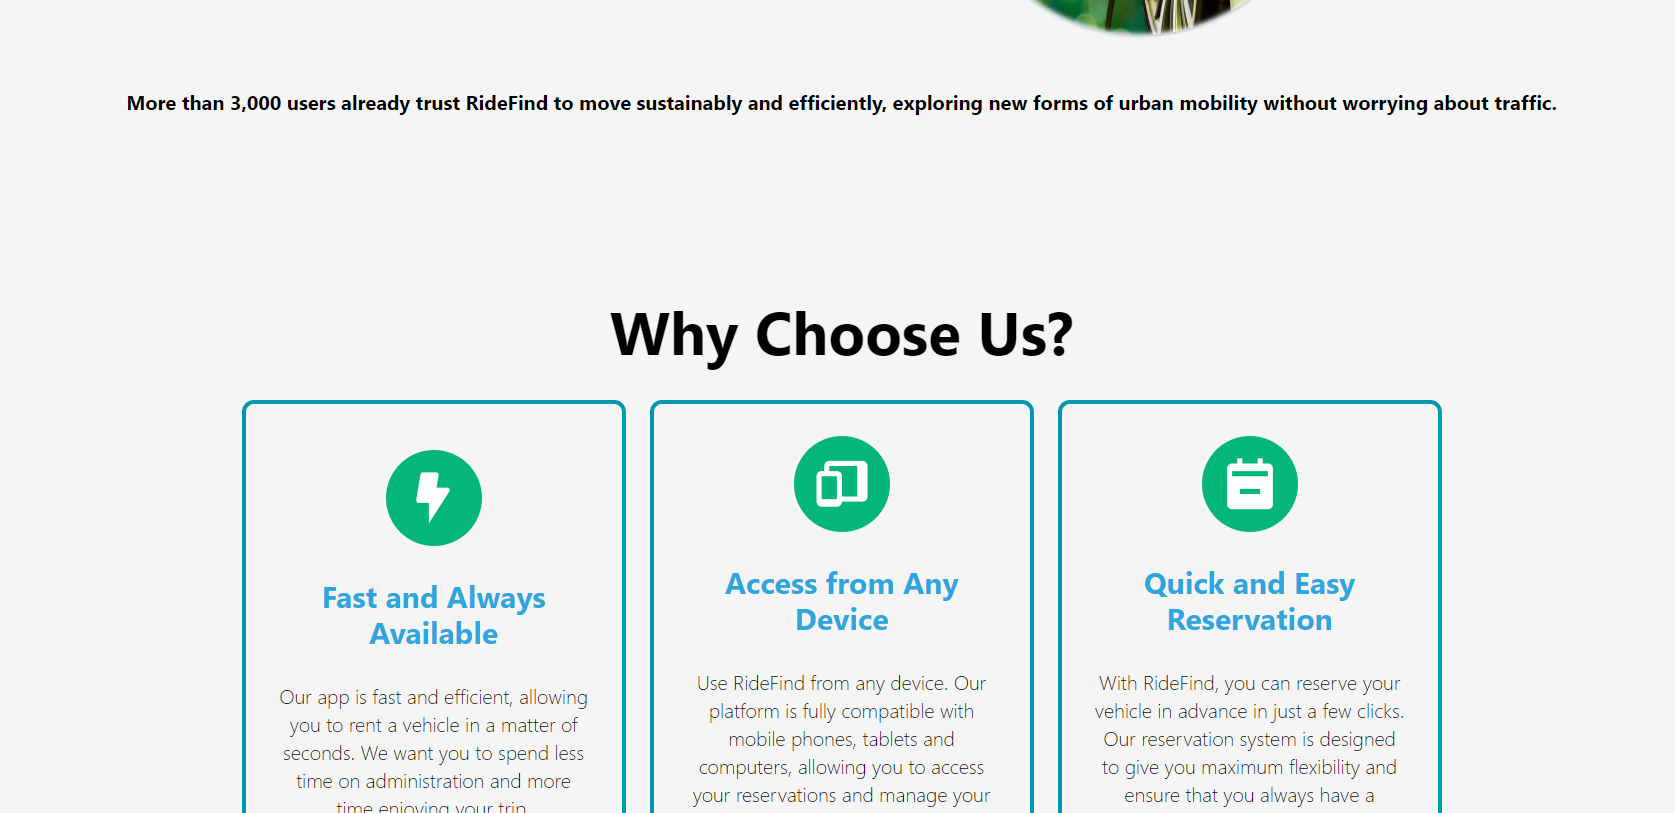 More than 3,000 users already trust RideFind to move sustainably and efficiently, exploring new forms of urban mobility without worrying about traffic.
Why Choose Us?
Fast and Always
Available
Our app is fast and efficient, allowing
you to rent a vehicle in a matter of
seconds. We want you to spend less
time on administration and more
time enjoying your trip.
Access from Any
Device
Use RideFind from any device. Our
platform is fully compatible with
mobile phones, tablets and
computers, allowing you to access
your reservations and manage your
Quick and Easy
Reservation
With RideFind, you can reserve your
vehicle in advance in just a few clicks.
Our reservation system is designed
to give you maximum flexibility and
ensure that you always have a